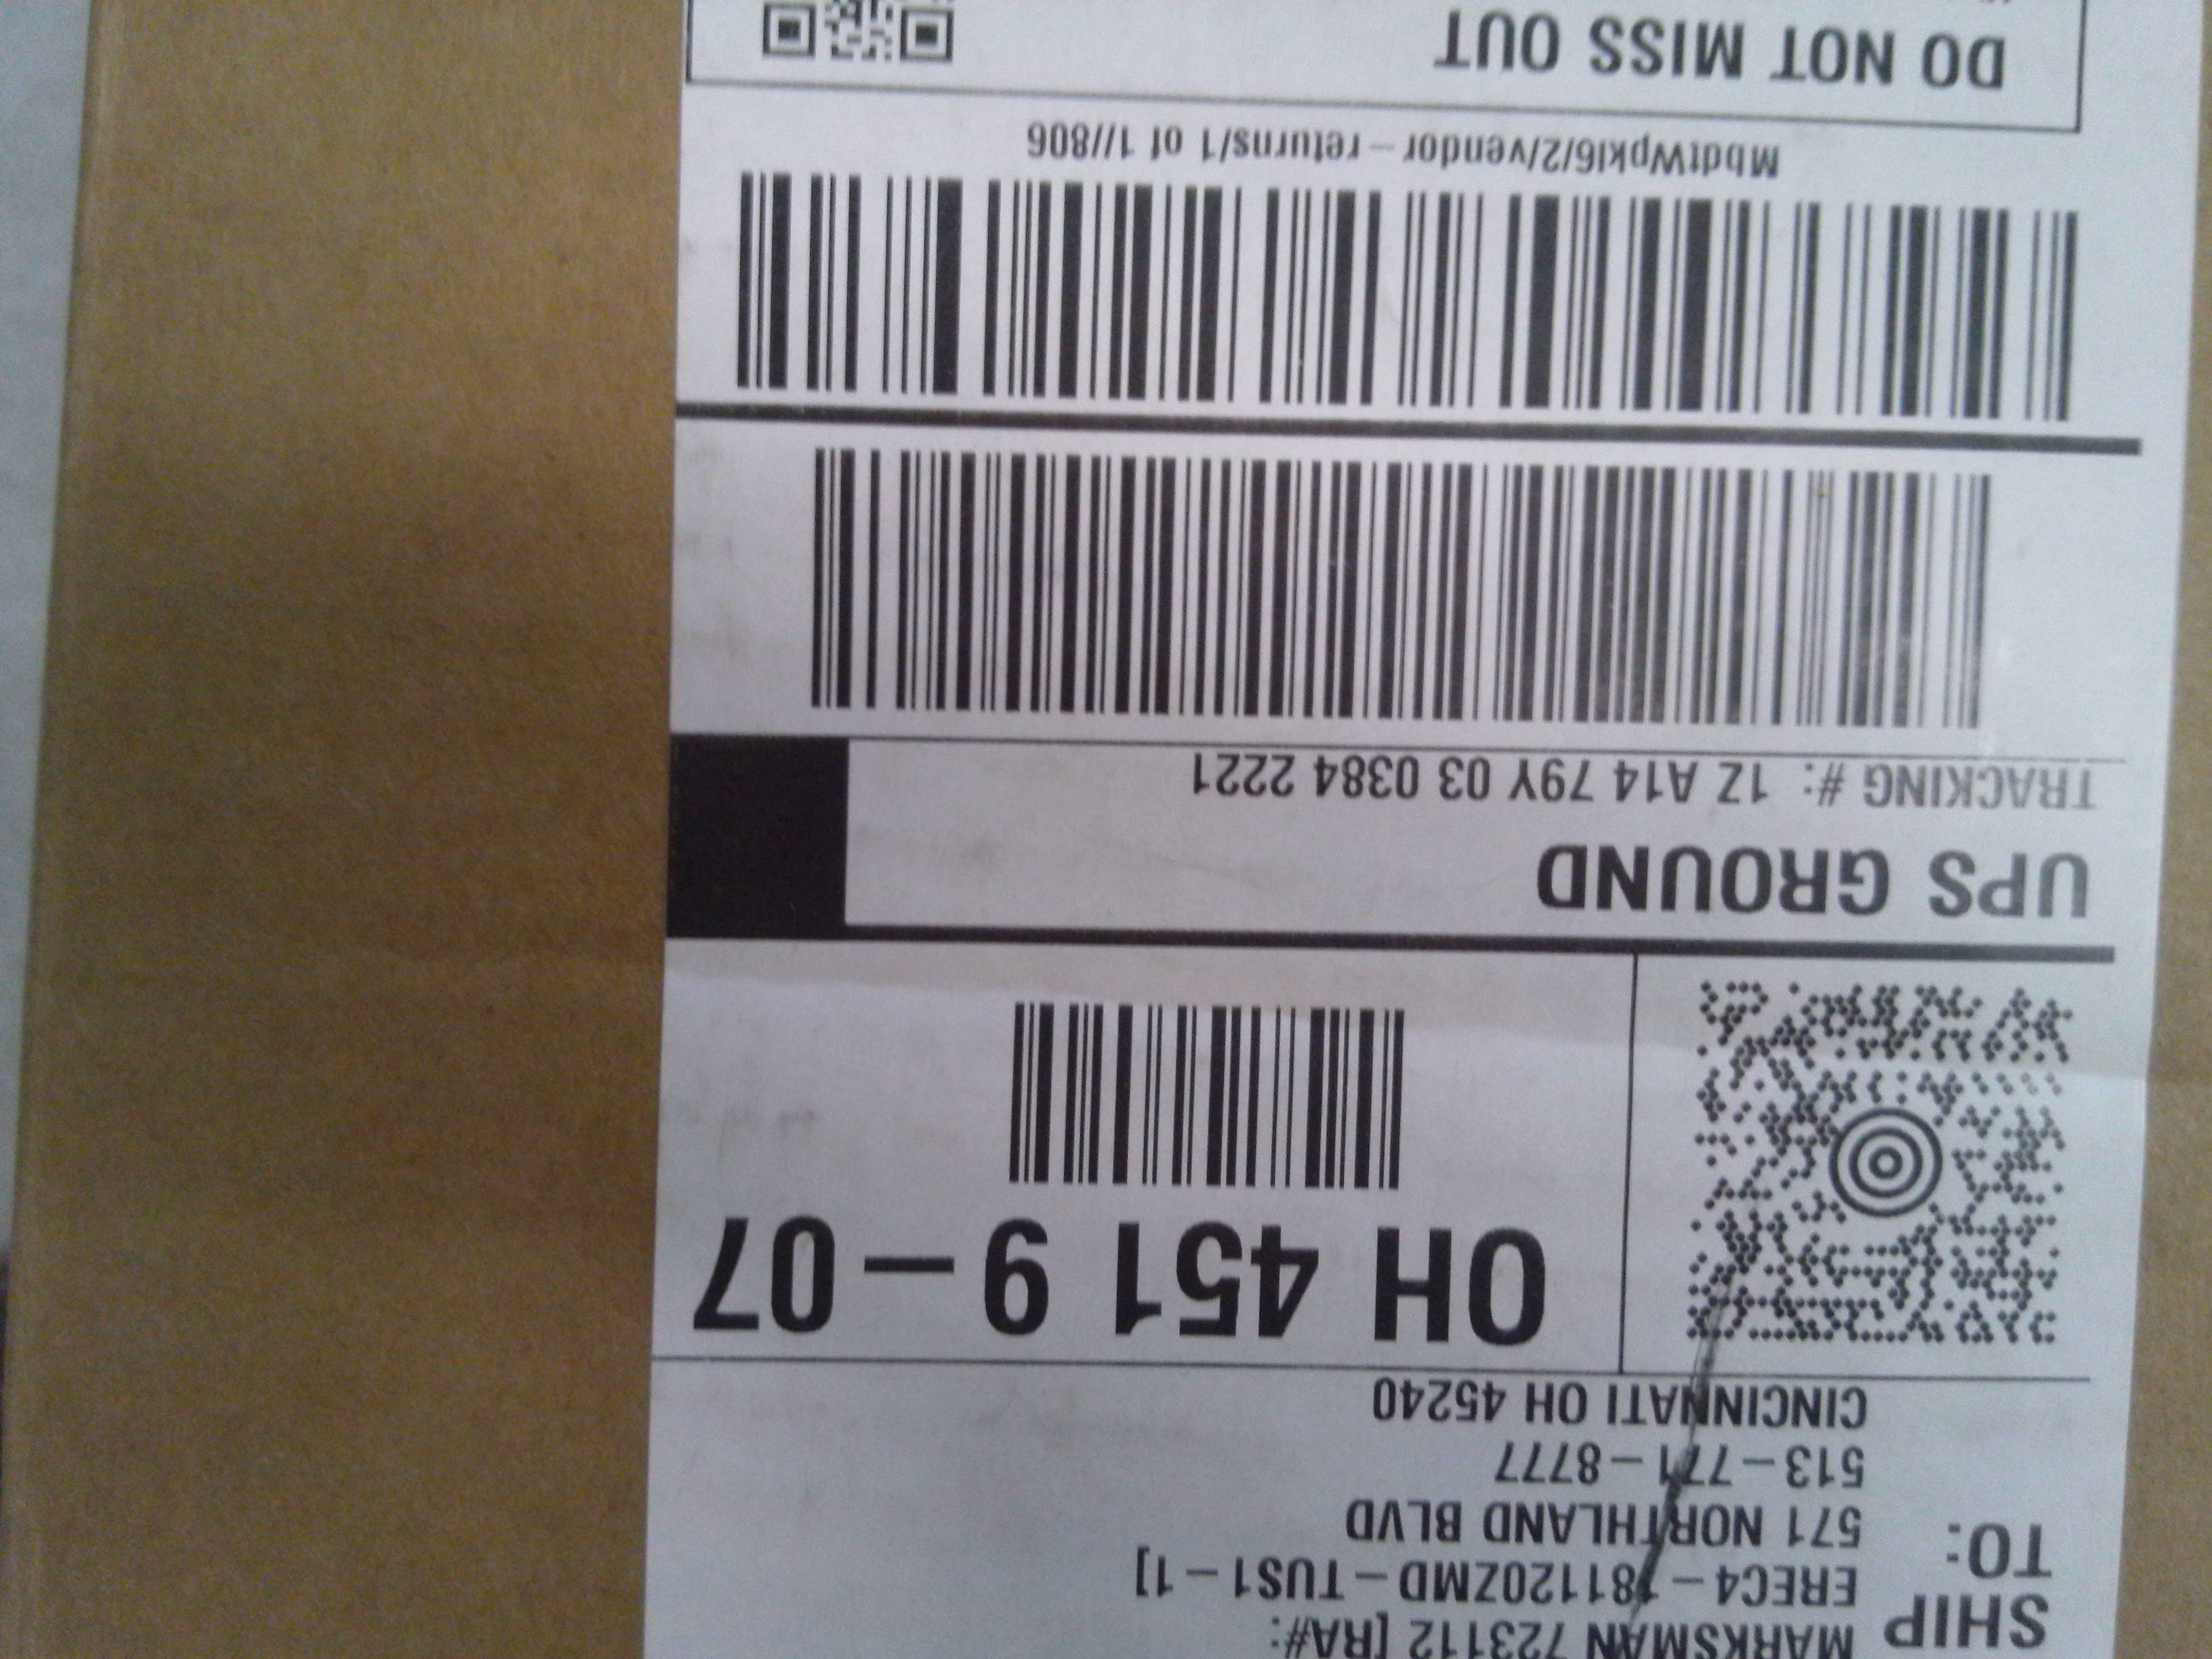 SHIP TO:
MARKSMAN 723112 [RA#:
EREC4-181120ZMD-TUS1-1]
571 NORTHLAND BLVD
513-771-8777
CINCINNATI OH 45240
OH 451 9-07
UPS GROUND
TRACKING #: 1Z A14 79Y 03 0384 2221
MbdtWpkl6/2/vendor-returns/1 of 1//806
DO NOT MISS OUT